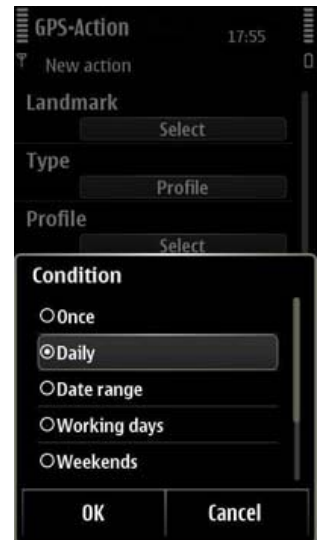 GPS-Action 17:55
New action
Landmark
Select
Type
Profile
Profile
Select
Condition
Once
Daily
Date range
Working days
Weekends
OK Cancel